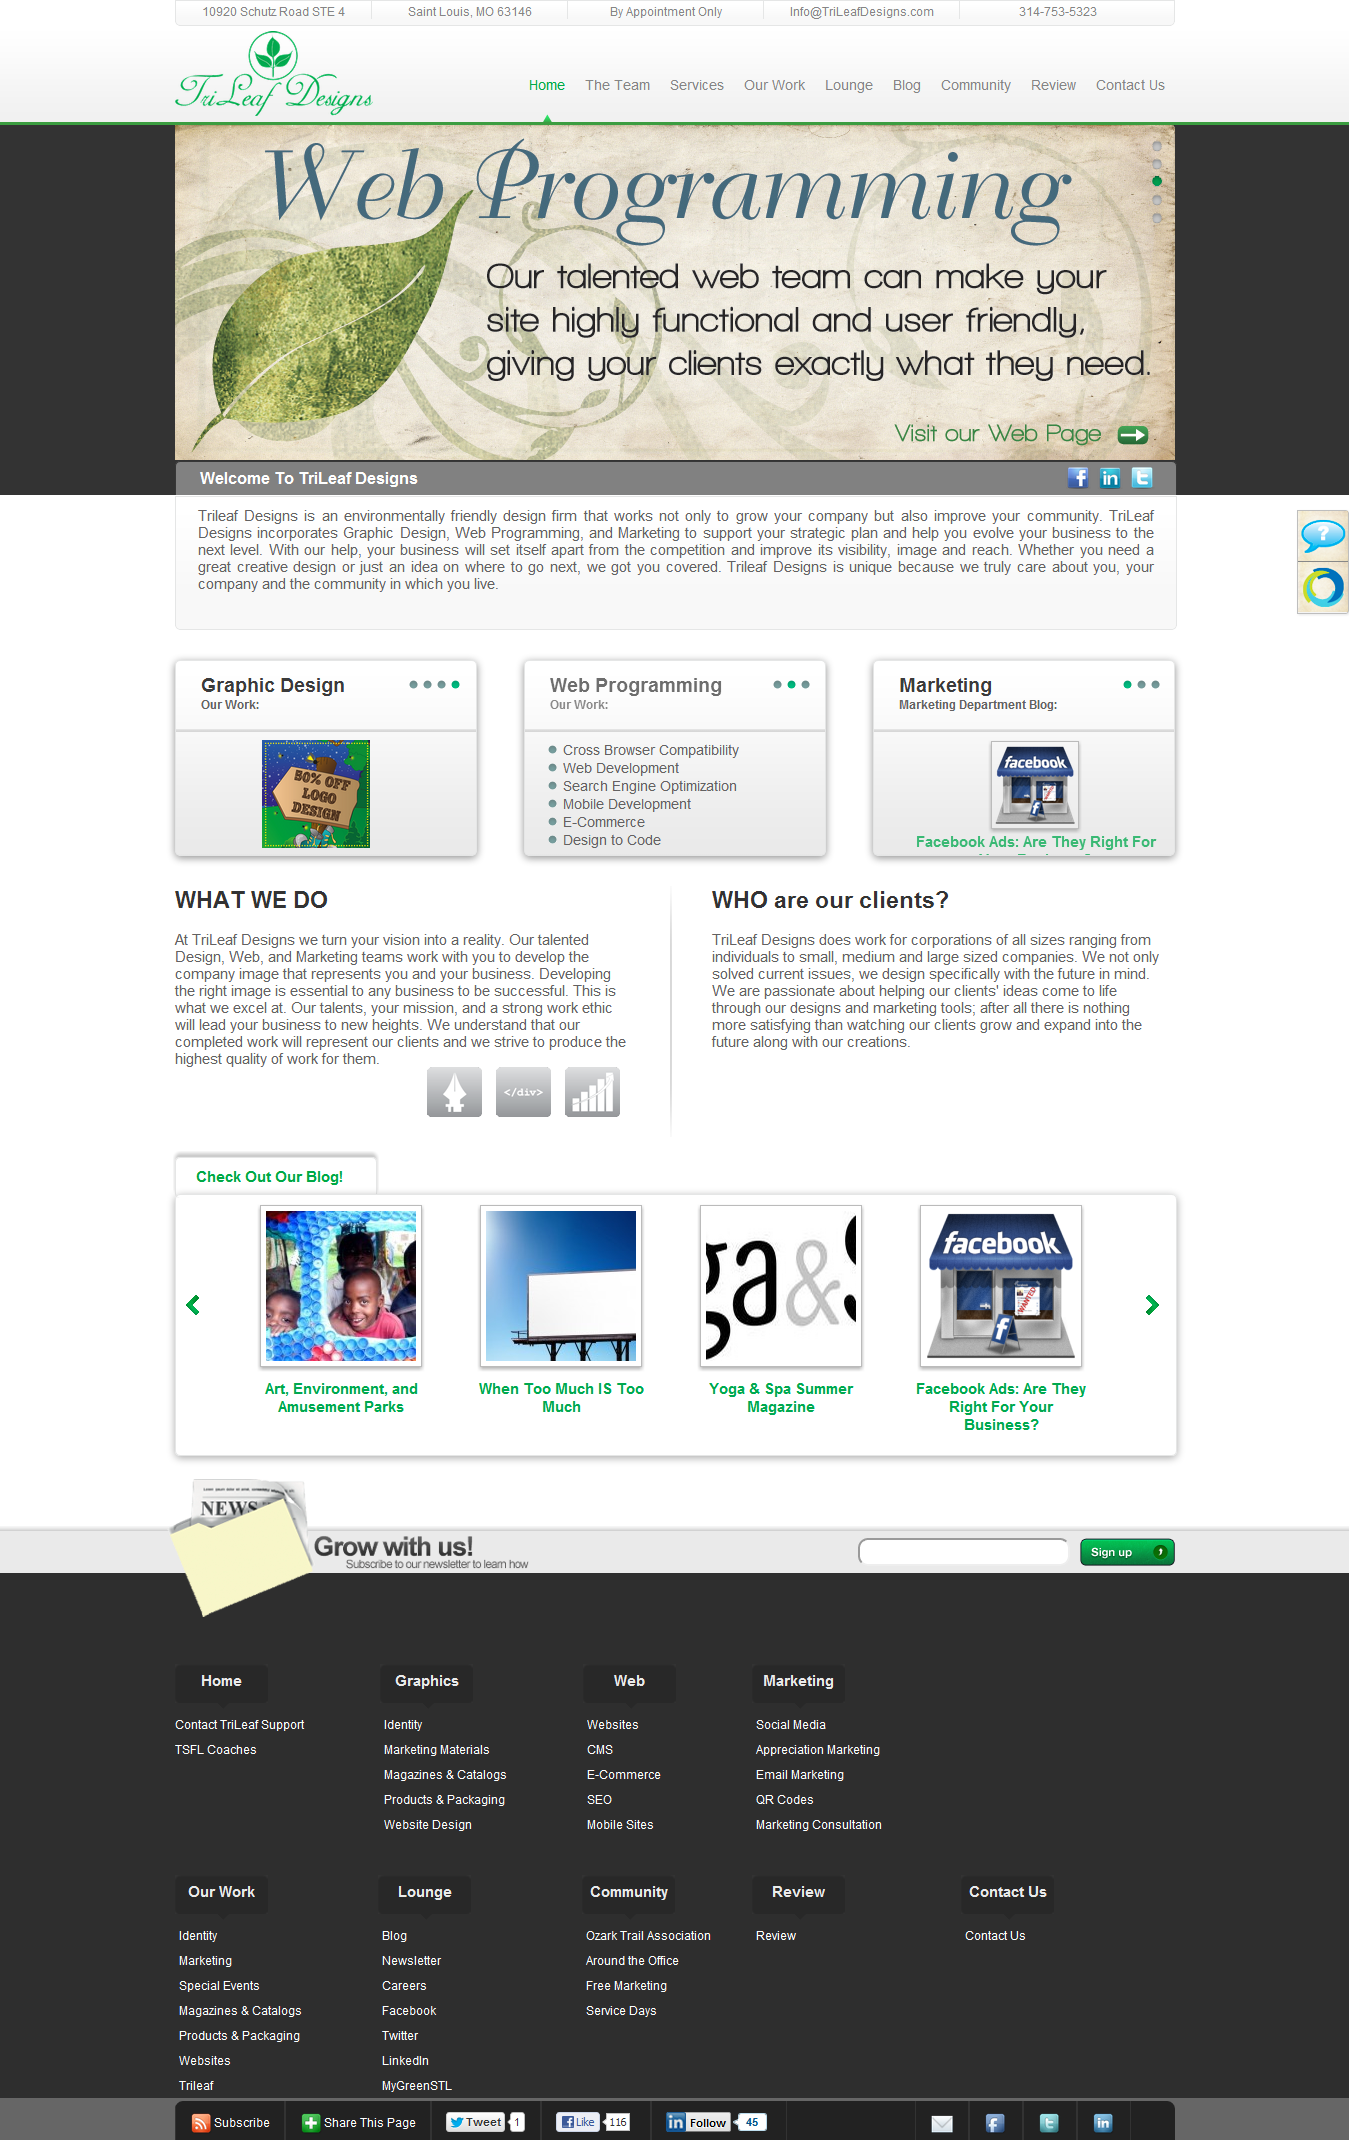 10920 Schutz Road STE 4
Saint Louis, MO 63146
By Appointment Only
Info@TriLeafDesigns.com
314-753-5323
TriLeaf Designs
Home
The Team
Services
Our Work
Lounge
Blog
Community
Review
Contact Us
Web Programming
Our talented web team can make your
site highly functional and user friendly,
giving your clients exactly what they need.
Visit our Web Page
Welcome To TriLeaf Designs
Trileaf Designs is an environmentally friendly design firm that works not only to grow your company but also improve your community. TriLeaf
Designs incorporates Graphic Design, Web Programming, and Marketing to support your strategic plan and help you evolve your business to the
next level. With our help, your business will set itself apart from the competition and improve its visibility, image and reach. Whether you need a
great creative design or just an idea on where to go next, we got you covered. Trileaf Designs is unique because we truly care about you, your
company and the community in which you live.
Graphic Design
Our Work:
50% OFF
LOGO
DESIGN
Web Programming
Our Work:
Cross Browser Compatibility
Web Development
Search Engine Optimization
Mobile Development
E-Commerce
Design to Code
Marketing
Marketing Department Blog:
facebook
Facebook Ads: Are They Right For
WHAT WE DO
At TriLeaf Designs we turn your vision into a reality. Our talented
Design, Web, and Marketing teams work with you to develop the
company image that represents you and your business. Developing
the right image is essential to any business to be successful. This is
what we excel at. Our talents, your mission, and a strong work ethic
will lead your business to new heights. We understand that our
completed work will represent our clients and we strive to produce the
highest quality of work for them.
</div>
WHO are our clients?
TriLeaf Designs does work for corporations of all sizes ranging from
individuals to small, medium and large sized companies. We not only
solved current issues, we design specifically with the future in mind.
We are passionate about helping our clients' ideas come to life
through our designs and marketing tools; after all there is nothing
more satisfying than watching our clients grow and expand into the
future along with our creations.
Check Out Our Blog!
ga&
facebook
WANTED
Art, Environment, and
Amusement Parks
When Too Much IS Too
Much
Yoga & Spa Summer
Magazine
Facebook Ads: Are They
Right For Your
Business?
NEWS
Grow with us!
Subscribe to our newsletter to learn how
Sign up
Home
Contact TriLeaf Support
TSFL Coaches
Graphics
Identity
Marketing Materials
Magazines & Catalogs
Products & Packaging
Website Design
Web
Websites
CMS
E-Commerce
SEO
Mobile Sites
Marketing
Social Media
Appreciation Marketing
Email Marketing
QR Codes
Marketing Consultation
Our Work
Identity
Marketing
Special Events
Magazines & Catalogs
Products & Packaging
Websites
Trileaf
Lounge
Blog
Newsletter
Careers
Facebook
Twitter
LinkedIn
MyGreenSTL
Community
Ozark Trail Association
Around the Office
Free Marketing
Service Days
Review
Review
Contact Us
Contact Us
Subscribe
Share This Page
Tweet
1
Like
116
in Follow
45